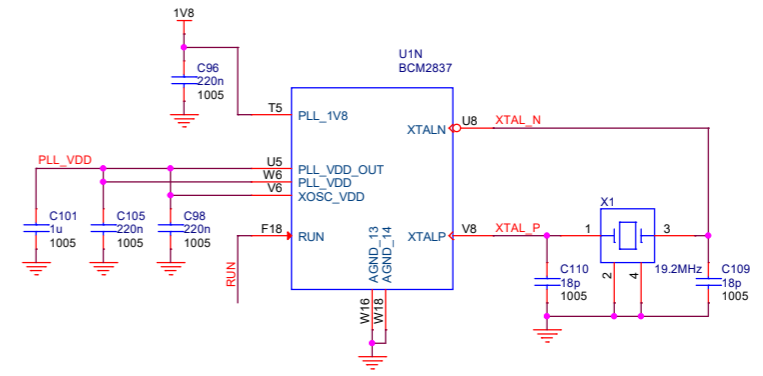 1V8
U1N
BCM2837
C96
220n
1005
T5
PLL_1V8
XTALN
U8
XTAL_N
PLL_VDD
U5
W6
V6
PLL_VDD_OUT
PLL_VDD
XOSC_VDD
C101
1u
1005
C105
220n
1005
C98
220n
1005
F18
RUN
RUN
AGND_13
AGND_14
W16
W18
XTALP
V8
XTAL_P
X1
1
3
2
4
19.2MHz
C110
18p
1005
C109
18p
1005